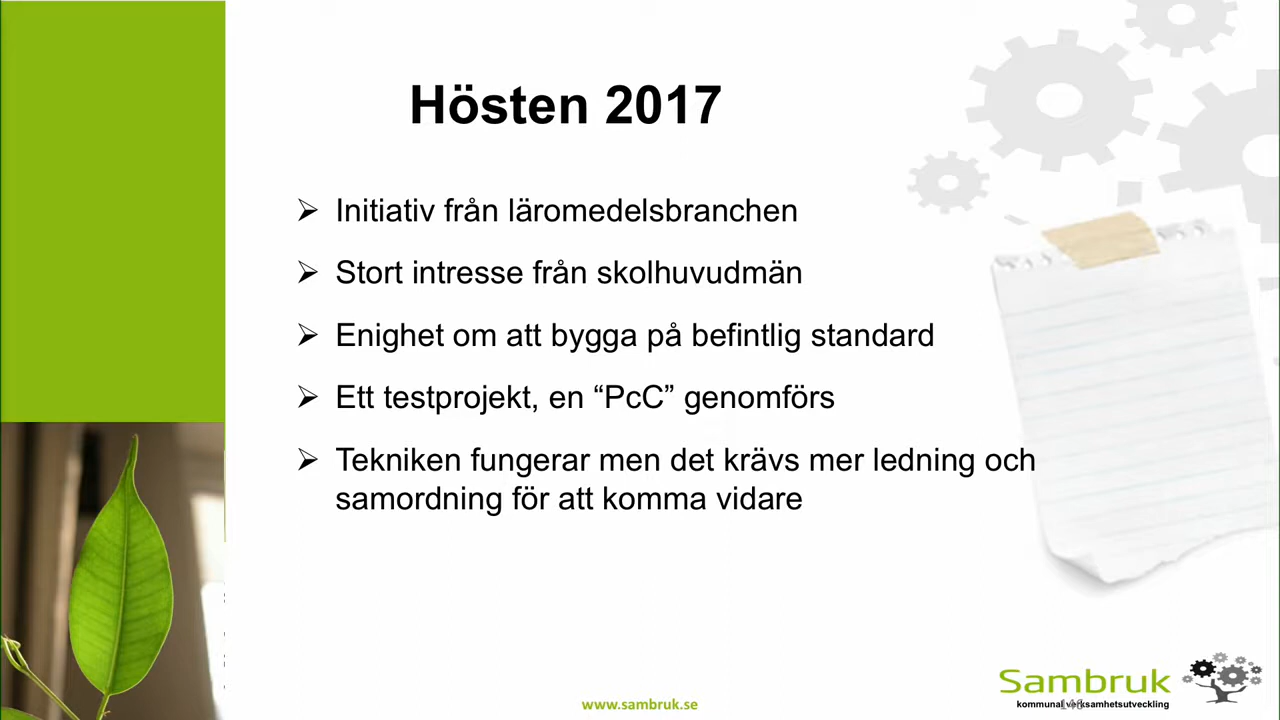 Hösten 2017
Initiativ från läromedelsbranchen
Stort intresse från skolhuvudmän
Enighet om att bygga på befintlig standard
Ett testprojekt, en “PcC” genomförs
Tekniken fungerar men det krävs mer ledning och
samordning för att komma vidare
Sambruk
kommunal verksamhetsutveckling
www.sambruk.se